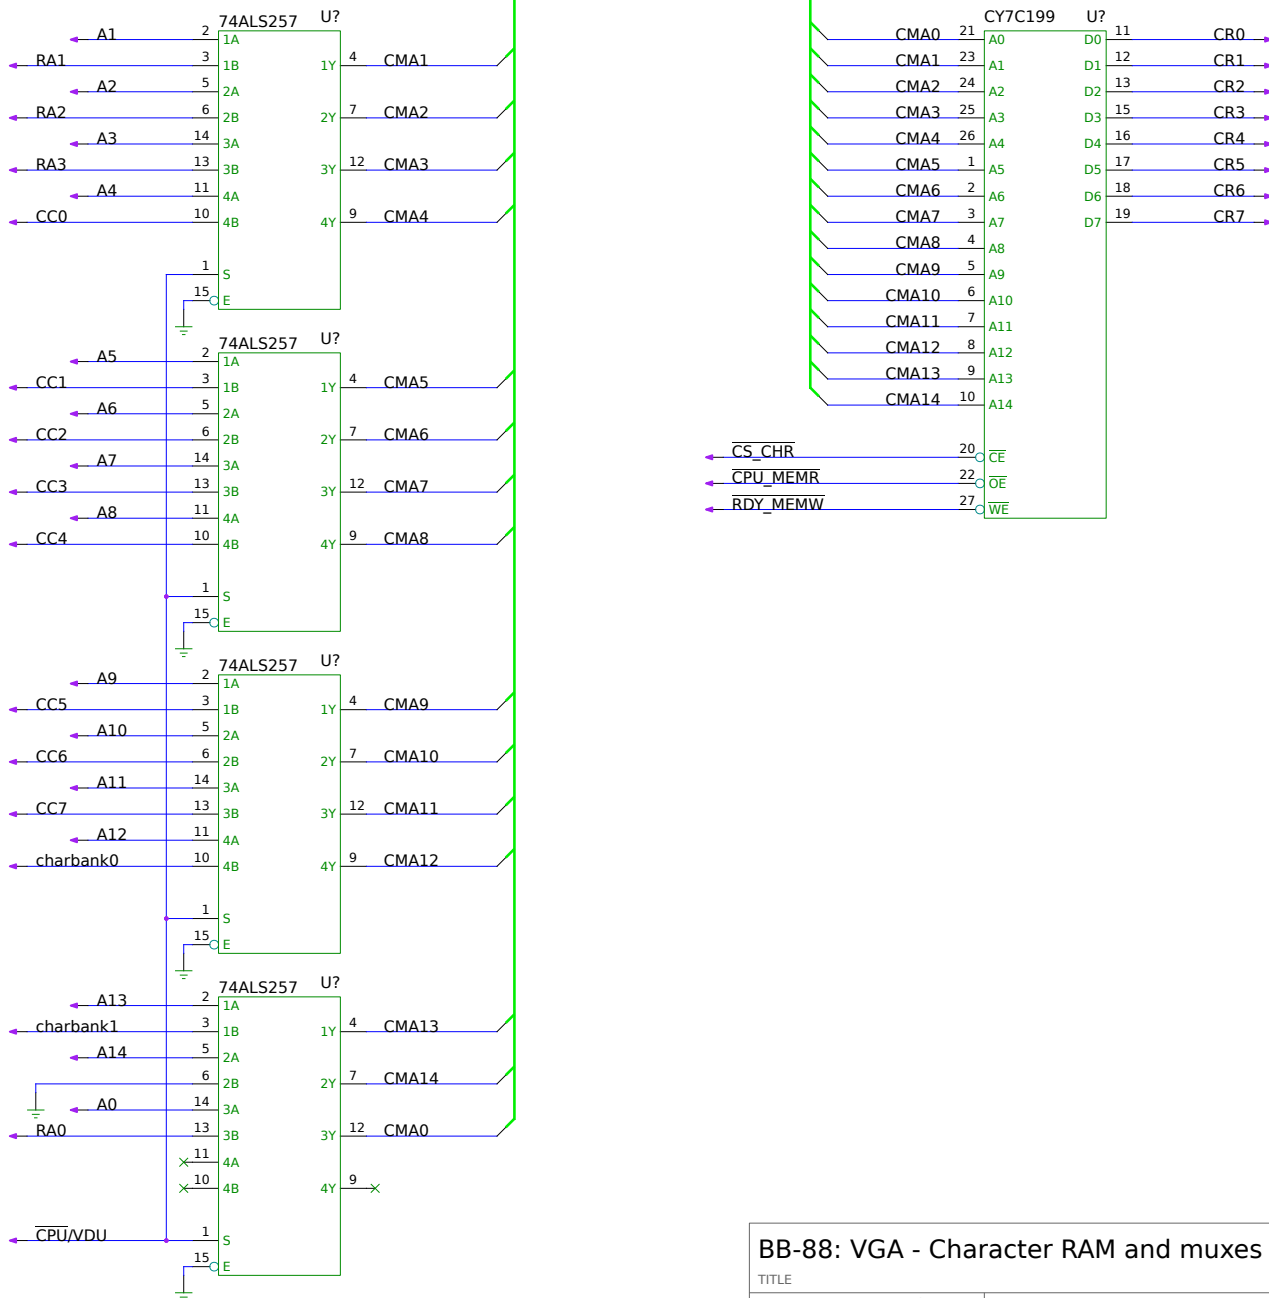 74ALS257 U?
A1 2 1A
RA1 3 1B 1Y 4 CMA1
A2 5 2A
RA2 6 2B 2Y 7 CMA2
A3 14 3A
RA3 13 3B 3Y 12 CMA3
A4 11 4A
CC0 10 4B 4Y 9 CMA4
1 S
15 E
74ALS257 U?
A5 2 1A
CC1 3 1B 1Y 4 CMA5
A6 5 2A
CC2 6 2B 2Y 7 CMA6
A7 14 3A
CC3 13 3B 3Y 12 CMA7
A8 11 4A
CC4 10 4B 4Y 9 CMA8
1 S
15 E
74ALS257 U?
A9 2 1A
CC5 3 1B 1Y 4 CMA9
A10 5 2A
CC6 6 2B 2Y 7 CMA10
A11 14 3A
CC7 13 3B 3Y 12 CMA11
A12 11 4A
charbank0 10 4B 4Y 9 CMA12
1 S
15 E
74ALS257 U?
A13 2 1A
charbank1 3 1B 1Y 4 CMA13
A14 5 2A
6 2B 2Y 7 CMA14
A0 14 3A
RA0 13 3B 3Y 12 CMA0
11 4A
10 4B 4Y 9
CPU/VDU 1 S
15 E
CY7C199 U?
CMA0 21 A0 D0 11 CR0
CMA1 23 A1 D1 12 CR1
CMA2 24 A2 D2 13 CR2
CMA3 25 A3 D3 15 CR3
CMA4 26 A4 D4 16 CR4
CMA5 1 A5 D5 17 CR5
CMA6 2 A6 D6 18 CR6
CMA7 3 A7 D7 19 CR7
CMA8 4 A8
CMA9 5 A9
CMA10 6 A10
CMA11 7 A11
CMA12 8 A12
CMA13 9 A13
CMA14 10 A14
CS_CHR 20 CE
CPU_MEMR 22 OE
RDY_MEMW 27 WE
BB-88: VGA - Character RAM and muxes
TITLE